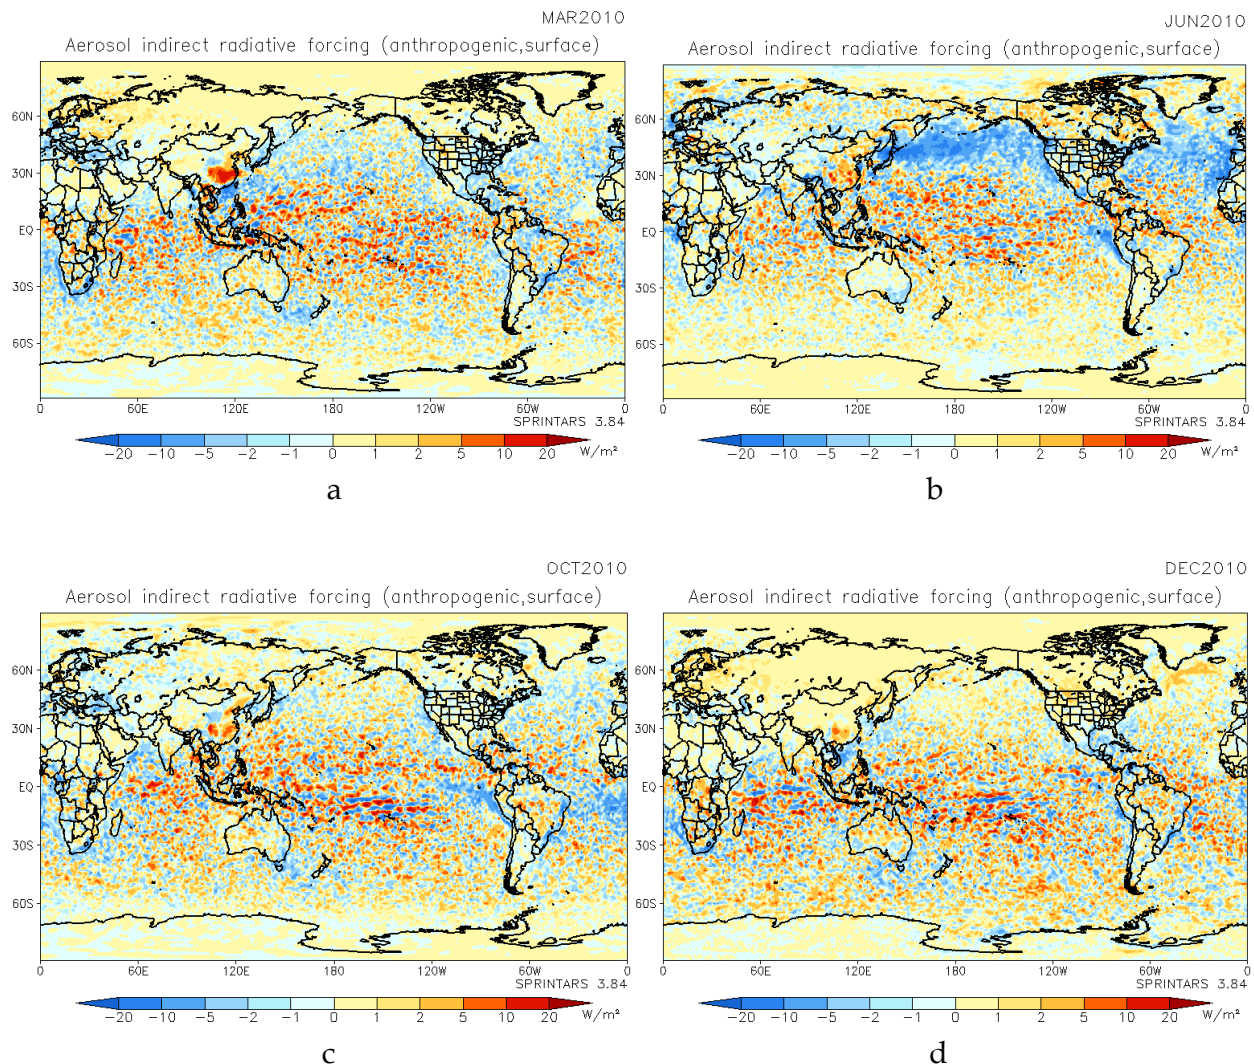 MAR2010
Aerosol indirect radiative forcing (anthropogenic,surface)
60N
30N
EQ
30S
60S
0 60E 120E 180 120W 60W 0
SPRINTARS 3.84
−20 −10 −5 −2 −1 0 1 2 5 10 20 W/m²
a
JUN2010
Aerosol indirect radiative forcing (anthropogenic,surface)
60N
30N
EQ
30S
60S
0 60E 120E 180 120W 60W 0
SPRINTARS 3.84
−20 −10 −5 −2 −1 0 1 2 5 10 20 W/m²
b
OCT2010
Aerosol indirect radiative forcing (anthropogenic,surface)
60N
30N
EQ
30S
60S
0 60E 120E 180 120W 60W 0
SPRINTARS 3.84
−20 −10 −5 −2 −1 0 1 2 5 10 20 W/m²
c
DEC2010
Aerosol indirect radiative forcing (anthropogenic,surface)
60N
30N
EQ
30S
60S
0 60E 120E 180 120W 60W 0
SPRINTARS 3.84
−20 −10 −5 −2 −1 0 1 2 5 10 20 W/m²
d